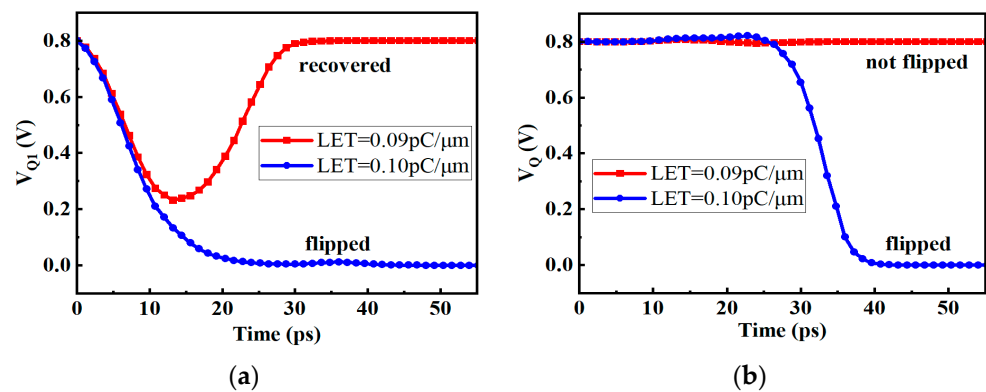 0.8
0.6
0.4
0.2
0.0
V_Q1 (V)
recovered
LET=0.09pC/μm
LET=0.10pC/μm
flipped
0 10 20 30 40 50
Time (ps)
(a)
0.8
0.6
0.4
0.2
0.0
V_Q (V)
not flipped
LET=0.09pC/μm
LET=0.10pC/μm
flipped
0 10 20 30 40 50
Time (ps)
(b)